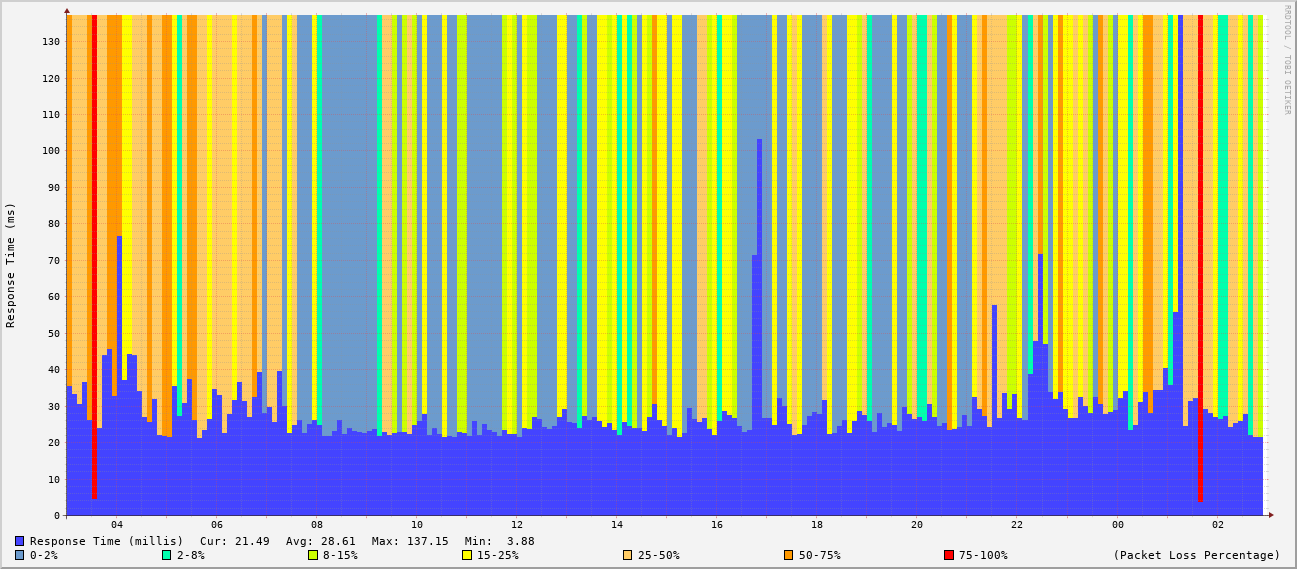 RRDTOOL / TOBI OETIKER
Response Time (ms)
130
120
110
100
90
80
70
60
50
40
30
20
10
0
04 06 08 10 12 14 16 18 20 22 00 02
Response Time (millis) Cur: 21.49 Avg: 28.61 Max: 137.15 Min: 3.88
0-2% 2-8% 8-15% 15-25% 25-50% 50-75% 75-100% (Packet Loss Percentage)